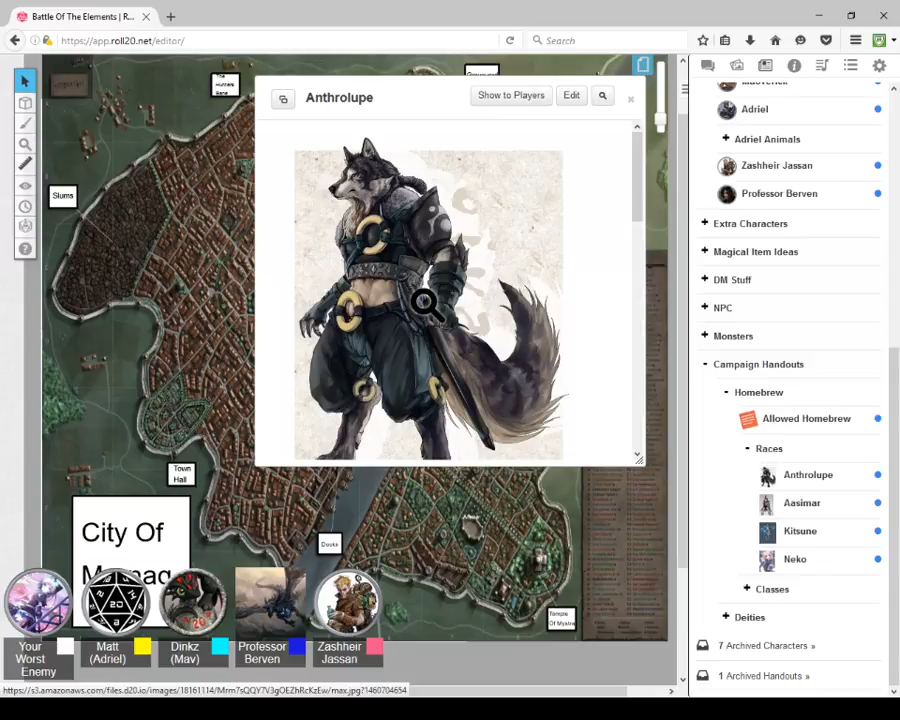 Battle Of The Elements | R...
https://app.roll20.net/editor/
Search
The Hunters Bane
Slums
Town Hall
City Of
Docks
Anthrolupe
Show to Players
Edit
Adriel
Adriel Animals
Zashheir Jassan
Professor Berven
Extra Characters
Magical Item Ideas
DM Stuff
NPC
Monsters
Campaign Handouts
Homebrew
Allowed Homebrew
Races
Anthrolupe
Aasimar
Kitsune
Neko
Classes
Deities
7 Archived Characters »
1 Archived Handouts »
Your
Worst
Enemy
Matt
(Adriel)
Dinkz
(Mav)
Professor
Berven
Zashheir
Jassan
https://s3.amazonaws.com/files.d20.io/images/18161114/Mrm7sQQY7V3gOEZhRcKzEw/max.jpg?1460704654